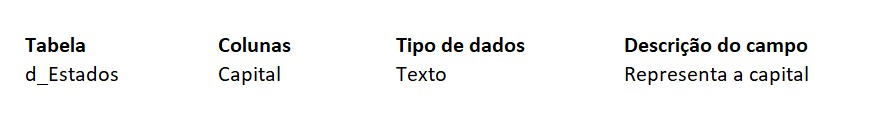 Tabela Colunas Tipo de dados Descrição do campo
d_Estados Capital Texto Representa a capital